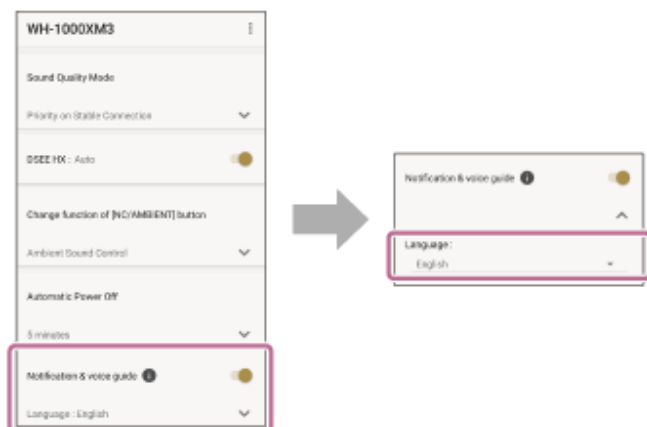 WH-1000XM3
Sound Quality Mode
Priority on Stable Connection
DSEE HX : Auto
Change function of [NC/AMBIENT] button
Ambient Sound Control
Automatic Power Off
5 minutes
Notification & voice guide
Language : English
Notification & voice guide
Language :
English